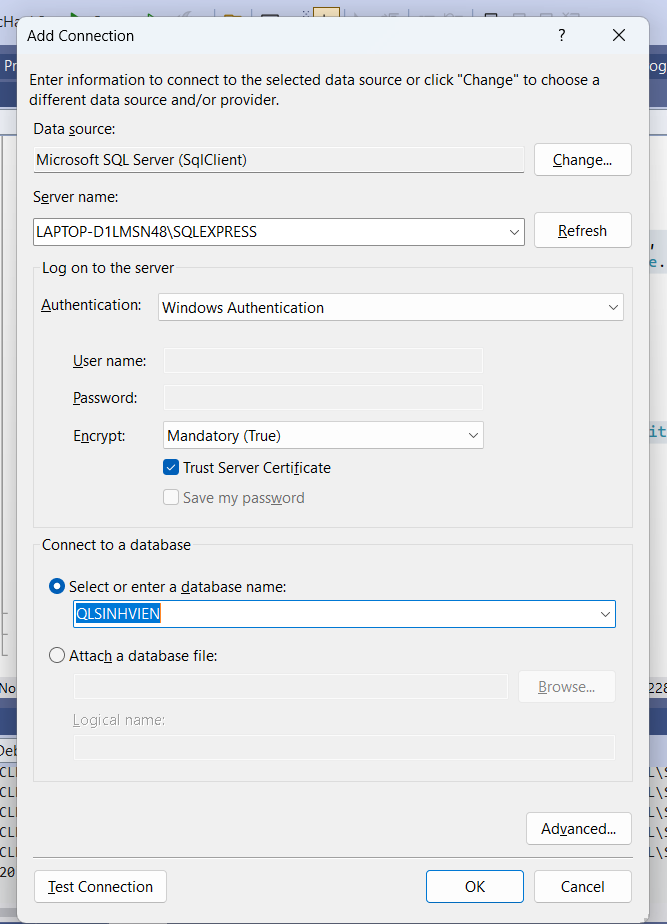 Add Connection
?
Enter information to connect to the selected data source or click "Change" to choose a
different data source and/or provider.
Data source:
Microsoft SQL Server (SqlClient)
Change...
Server name:
LAPTOP-D1LMSN48\SQLEXPRESS
Refresh
Log on to the server
Authentication:
Windows Authentication
User name:
Password:
Encrypt:
Mandatory (True)
Trust Server Certificate
Save my password
Connect to a database
Select or enter a database name:
QLSINHVIEN
Attach a database file:
Browse...
Logical name:
Advanced...
Test Connection
OK
Cancel